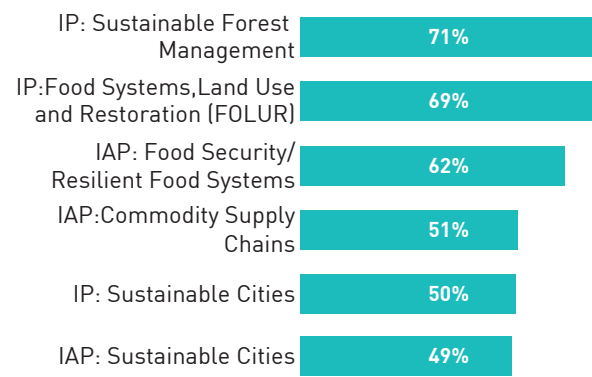 IP: Sustainable Forest
Management
71%
IP:Food Systems,Land Use
and Restoration (FOLUR)
69%
IAP: Food Security/
Resilient Food Systems
62%
IAP:Commodity Supply
Chains
51%
IP: Sustainable Cities
50%
IAP: Sustainable Cities
49%